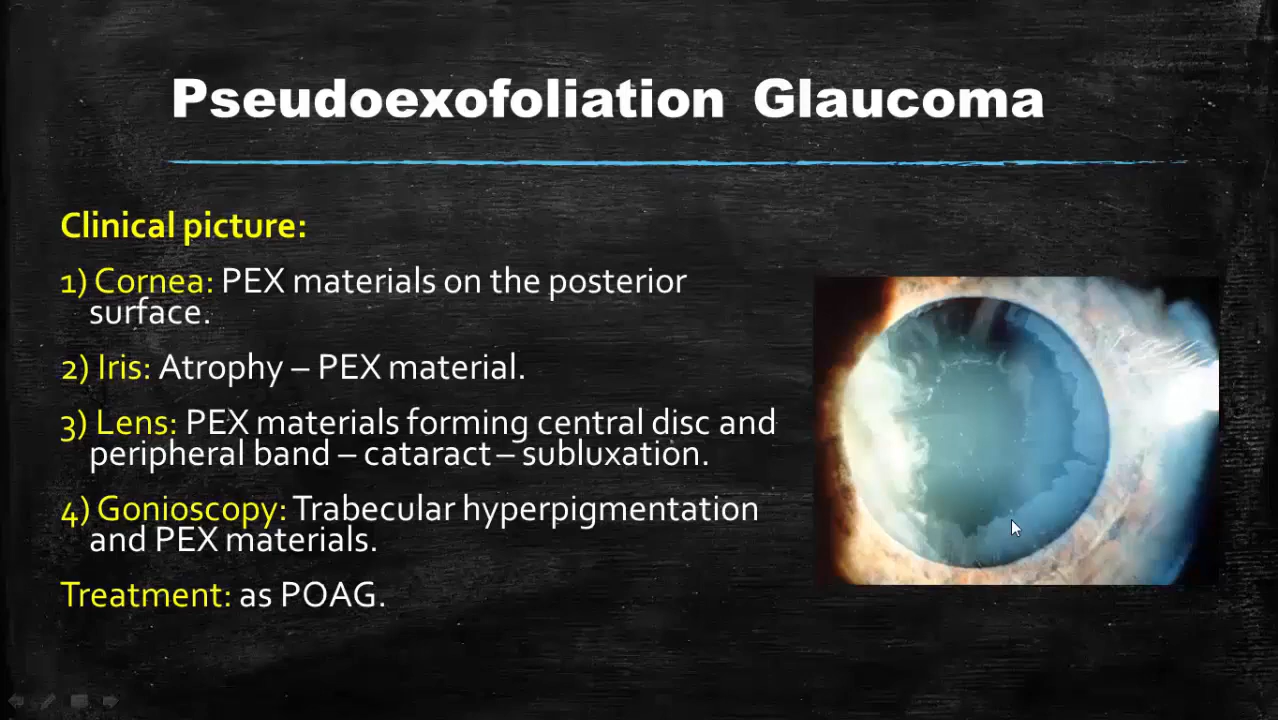 Pseudoexofoliation Glaucoma
Clinical picture:
1) Cornea: PEX materials on the posterior
surface.
2) Iris: Atrophy – PEX material.
3) Lens: PEX materials forming central disc and
peripheral band – cataract – subluxation.
4) Gonioscopy: Trabecular hyperpigmentation
and PEX materials.
Treatment: as POAG.